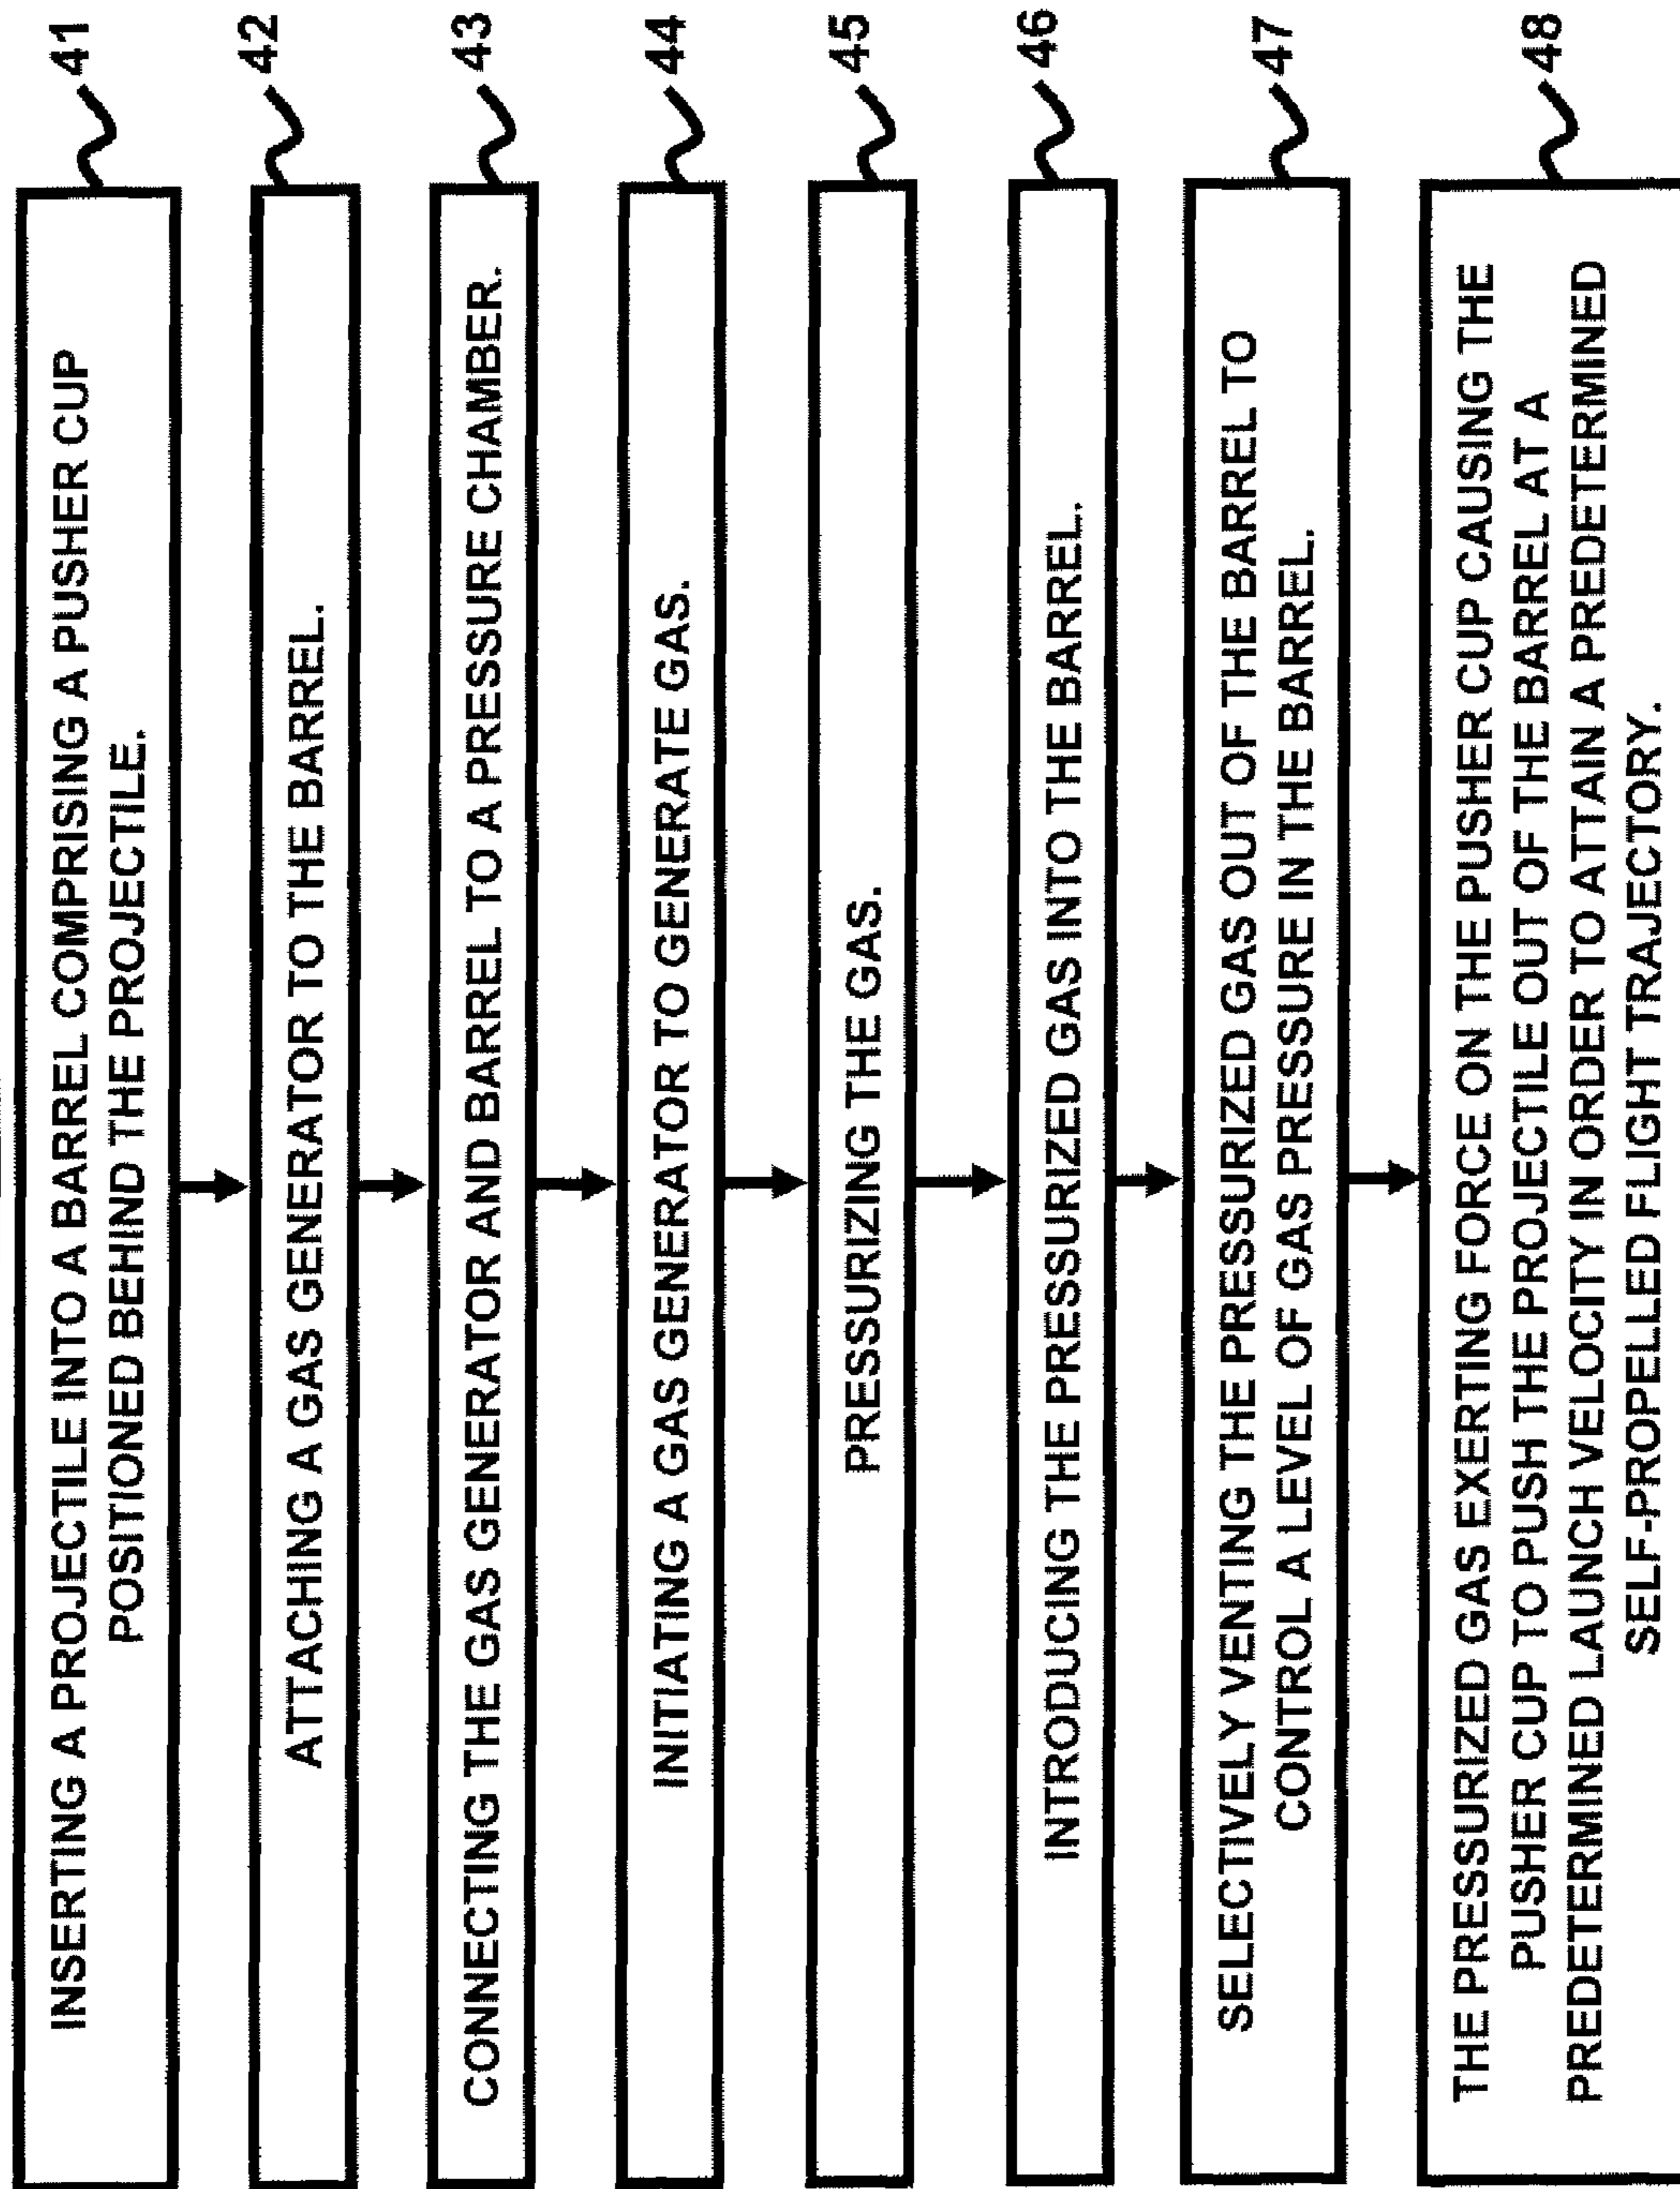 INSERTING A PROJECTILE INTO A BARREL COMPRISING A PUSHER CUP
POSITIONED BEHIND THE PROJECTILE.
41
ATTACHING A GAS GENERATOR TO THE BARREL.
42
CONNECTING THE GAS GENERATOR AND BARREL TO A PRESSURE CHAMBER.
43
INITIATING A GAS GENERATOR TO GENERATE GAS.
44
PRESSURIZING THE GAS.
45
INTRODUCING THE PRESSURIZED GAS INTO THE BARREL.
46
SELECTIVELY VENTING THE PRESSURIZED GAS OUT OF THE BARREL TO
CONTROL A LEVEL OF GAS PRESSURE IN THE BARREL.
47
THE PRESSURIZED GAS EXERTING FORCE ON THE PUSHER CUP CAUSING THE
PUSHER CUP TO PUSH THE PROJECTILE OUT OF THE BARREL AT A
PREDETERMINED LAUNCH VELOCITY IN ORDER TO ATTAIN A PREDETERMINED
SELF-PROPELLED FLIGHT TRAJECTORY.
48